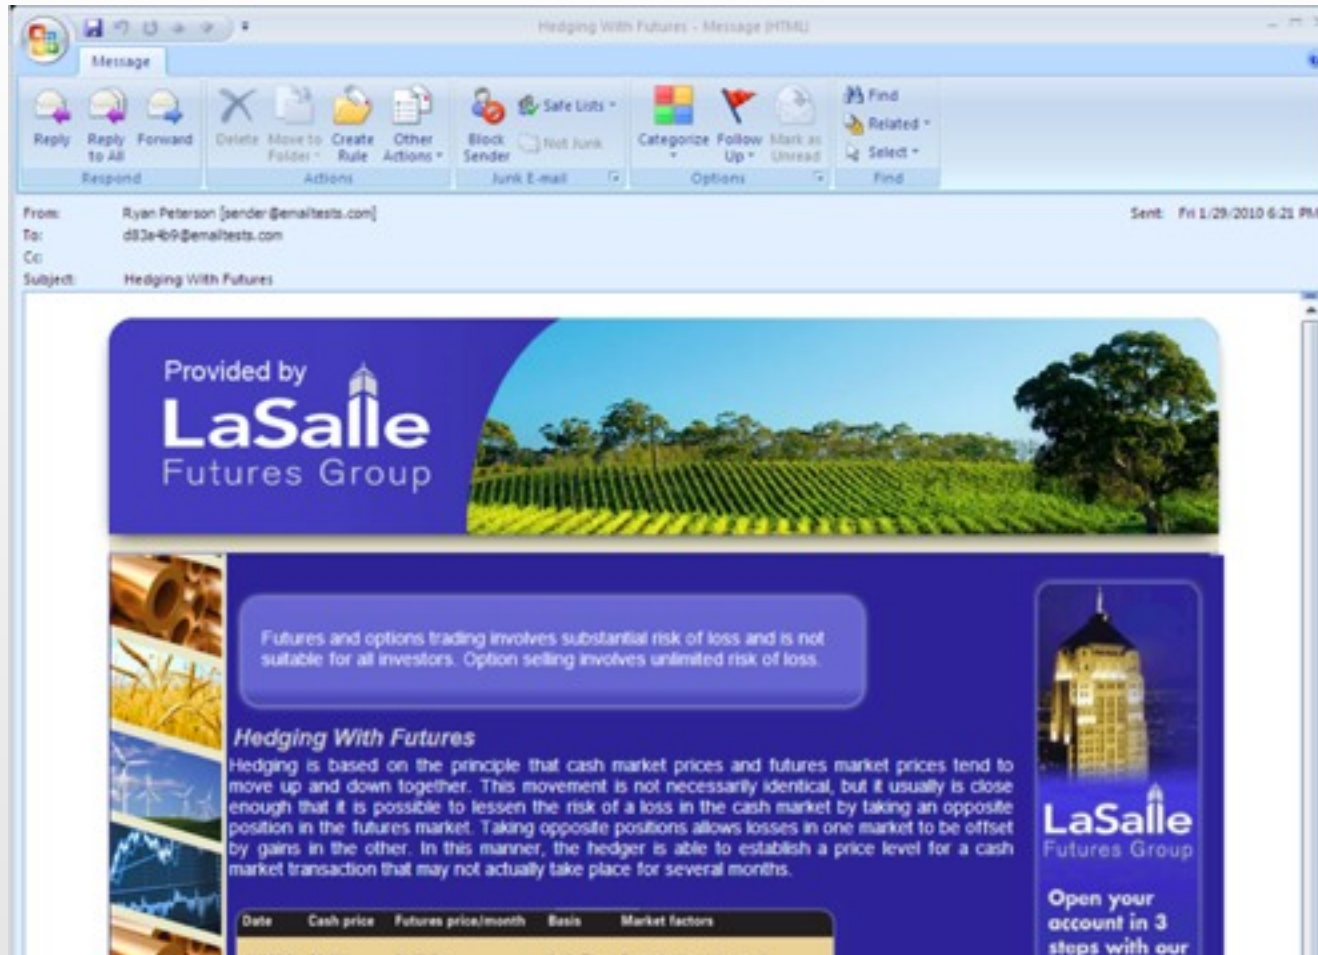 Hedging With Futures - Message (HTML)
Message
Reply
Reply to All
Forward
Respond
Delete
Move to Folder
Create Rule
Other Actions
Actions
Block Sender
Safe Lists
Not Junk
Junk E-mail
Categorize
Follow Up
Mark as Unread
Options
Find
Related
Select
Find
From: Ryan Peterson [sender@emailtests.com]
Sent: Fri 1/29/2010 6:21 PM
To: d83a4b9@emailtests.com
Cc:
Subject: Hedging With Futures
Provided by
LaSalle
Futures Group
Futures and options trading involves substantial risk of loss and is not
suitable for all investors. Option selling involves unlimited risk of loss.
Hedging With Futures
Hedging is based on the principle that cash market prices and futures market prices tend to
move up and down together. This movement is not necessarily identical, but it usually is close
enough that it is possible to lessen the risk of a loss in the cash market by taking an opposite
position in the futures market. Taking opposite positions allows losses in one market to be offset
by gains in the other. In this manner, the hedger is able to establish a price level for a cash
market transaction that may not actually take place for several months.
LaSalle
Futures Group
Open your
account in 3
steps with our
Date Cash price Futures price/month Basis Market factors